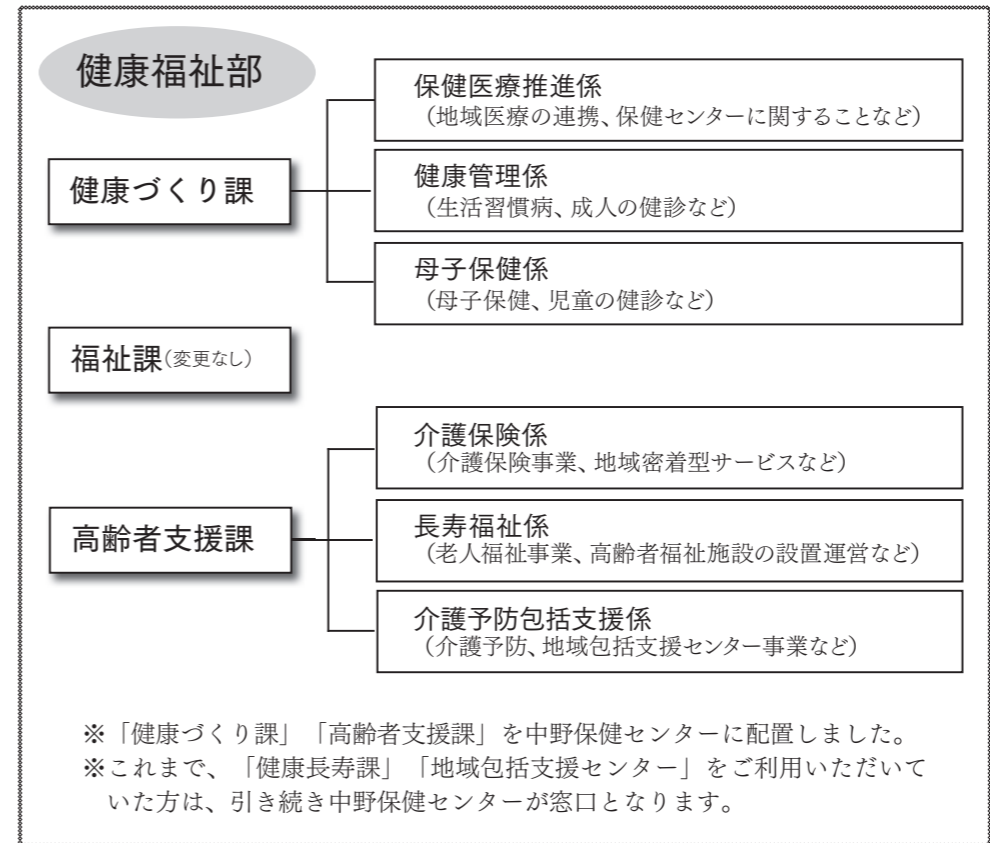 健康福祉部
保健医療推進係
（地域医療の連携、保健センターに関することなど）
健康づくり課
健康管理係
（生活習慣病、成人の健診など）
母子保健係
（母子保健、児童の健診など）
福祉課（変更なし）
介護保険係
（介護保険事業、地域密着型サービスなど）
高齢者支援課
長寿福祉係
（老人福祉事業、高齢者福祉施設の設置運営など）
介護予防包括支援係
（介護予防、地域包括支援センター事業など）
※「健康づくり課」「高齢者支援課」を中野保健センターに配置しました。
※これまで、「健康長寿課」「地域包括支援センター」をご利用いただいて
いた方は、引き続き中野保健センターが窓口となります。